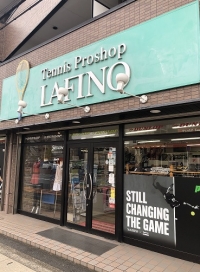 Tennis Proshop
LAFINO
STILL
CHANGING
THE GAME